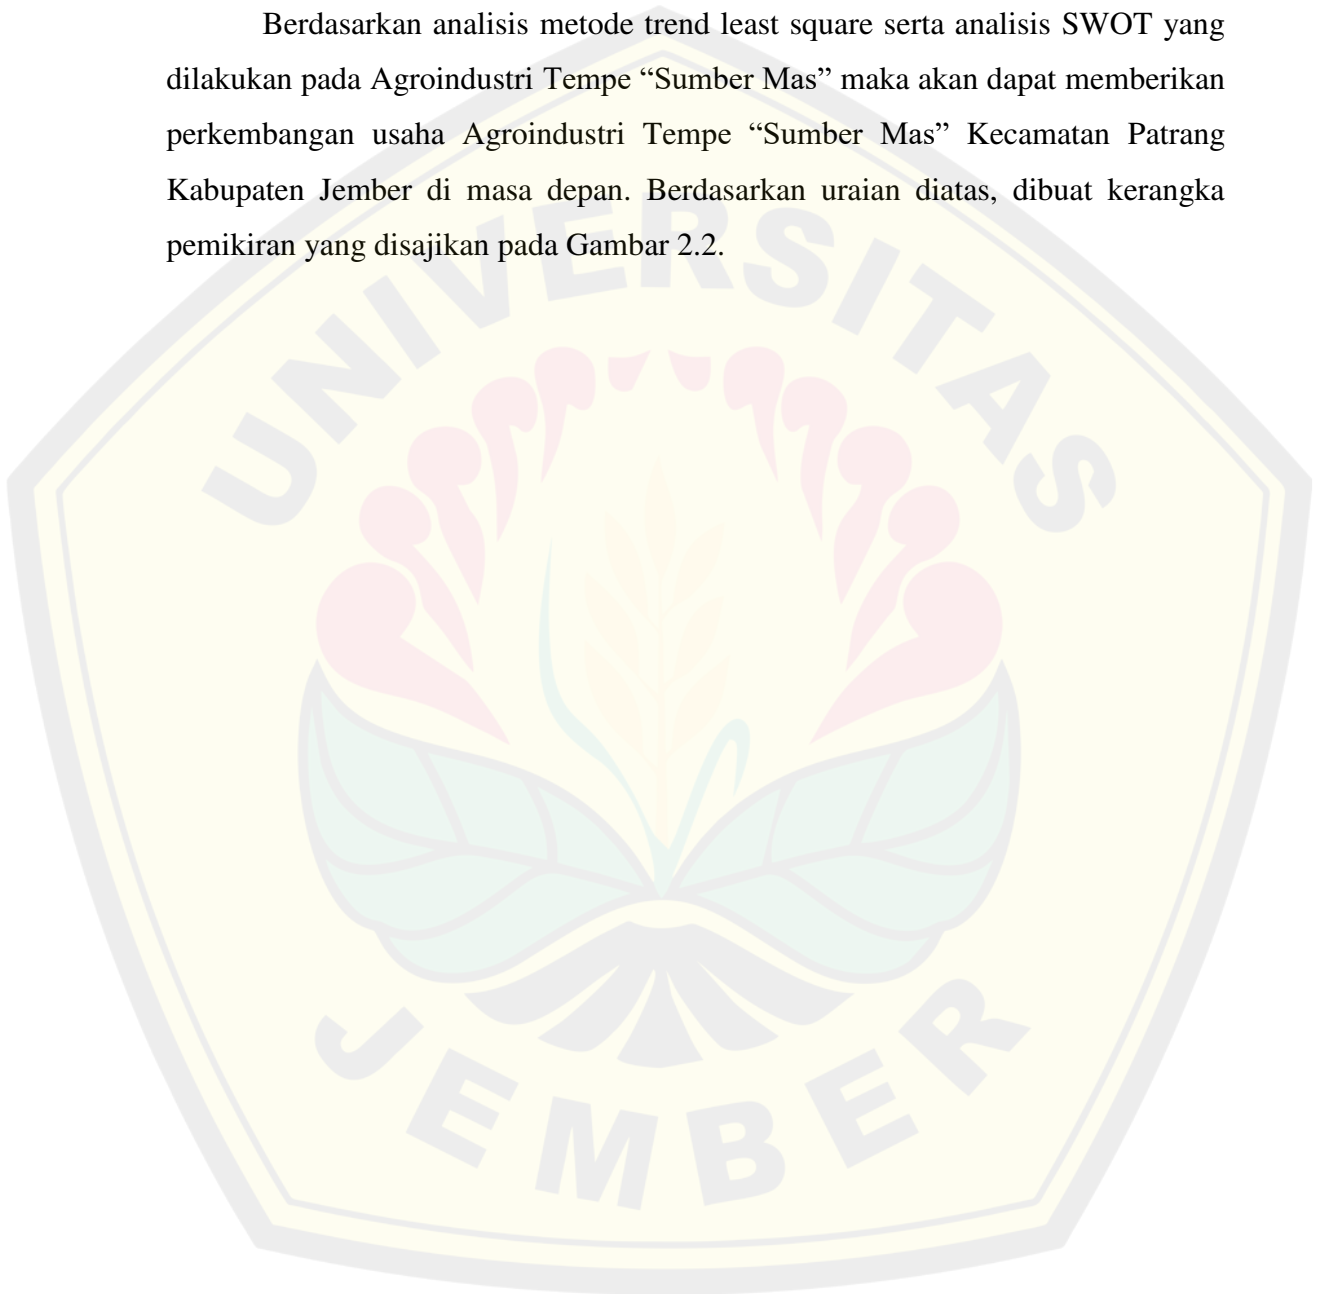 Berdasarkan analisis metode trend least square serta analisis SWOT yang
dilakukan pada Agroindustri Tempe “Sumber Mas” maka akan dapat memberikan
perkembangan usaha Agroindustri Tempe “Sumber Mas” Kecamatan Patrang
Kabupaten Jember di masa depan. Berdasarkan uraian diatas, dibuat kerangka
pemikiran yang disajikan pada Gambar 2.2.
UNIVERSITAS
JEMBER